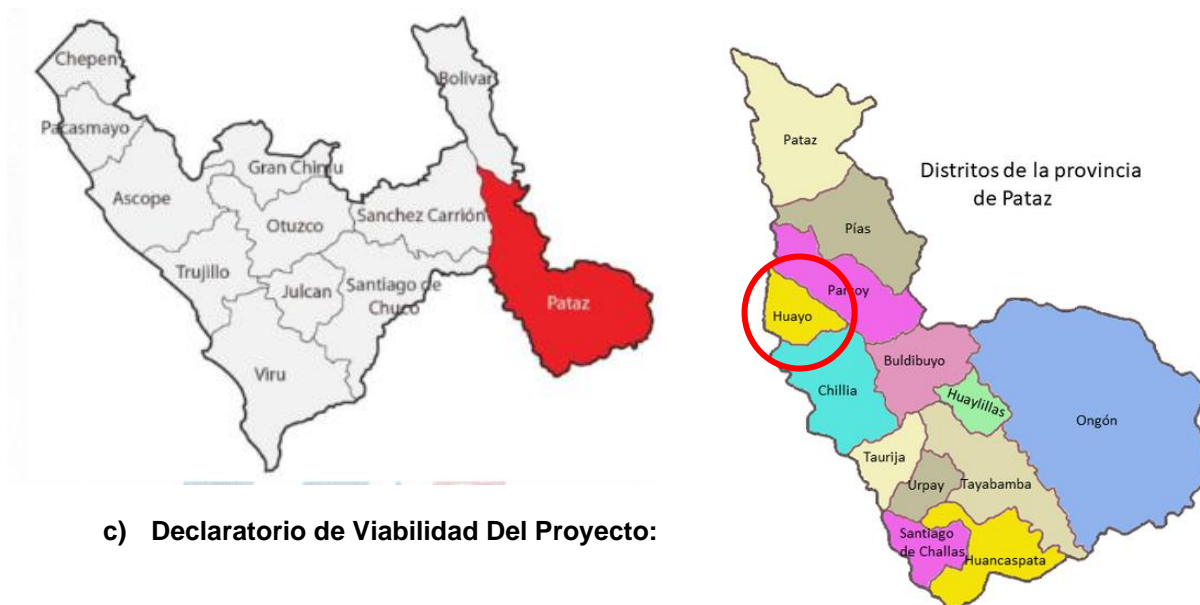 Chepen
Bolivar
Pacasmayo
Gran Chimu
Ascope
Sanchez Carrión
Otuzco
Trujillo
Julcan
Santiago de
Chuco
Pataz
Viru
c) Declaratorio de Viabilidad Del Proyecto:
Distritos de la provincia
de Pataz
Pataz
Pías
Parcoy
Huayo
Buldibuyo
Chillia
Huaylillas
Ongón
Taurija
Urpay
Tayabamba
Santiago
de Challas
Huancaspata